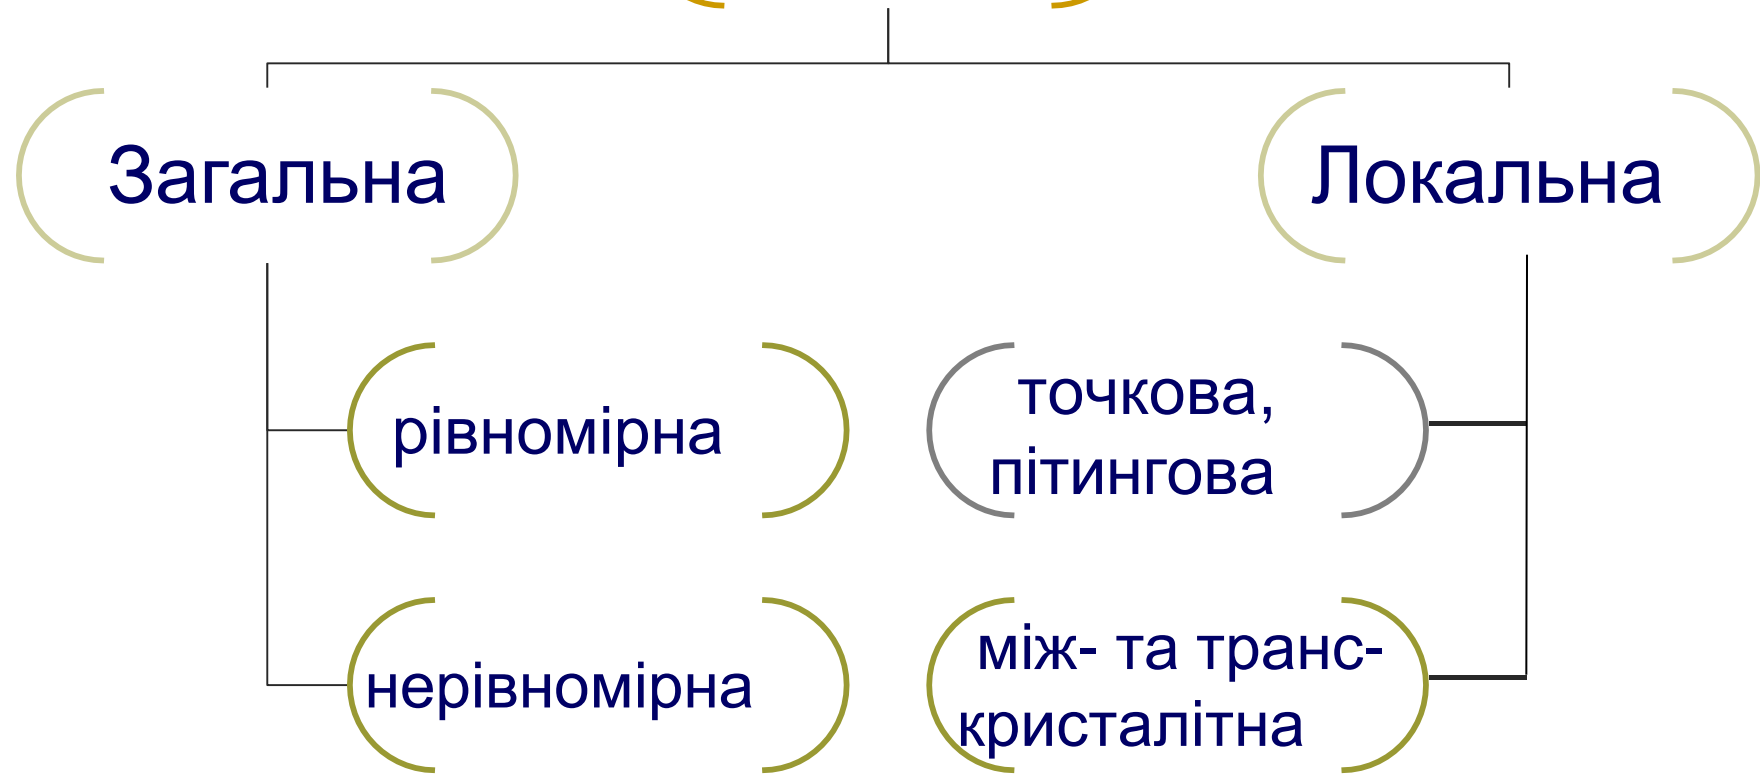 Загальна
Локальна
рівномірна
точкова,
пітингова
нерівномірна
між- та транс-
кристалітна